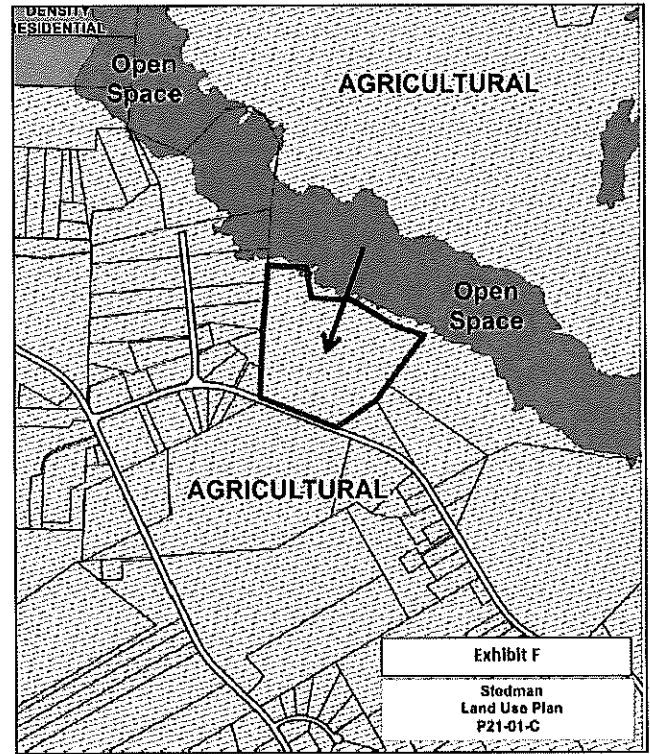 DENSITY
RESIDENTIAL
Open
Space
AGRICULTURAL
Open
Space
AGRICULTURAL
Exhibit F
Stedman
Land Use Plan
P21-01-C